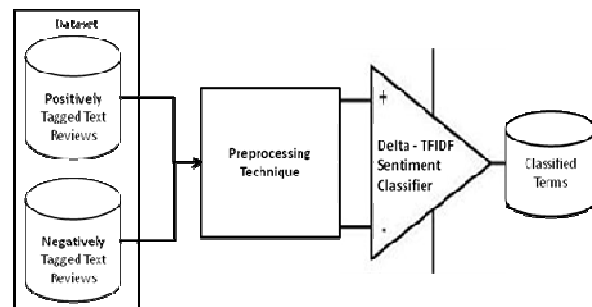 Dataset
Positively
Tagged Text
Reviews
Negatively
Tagged Text
Reviews
Preprocessing
Technique
+
Delta - TFIDF
Sentiment
Classifier
-
Classified
Terms